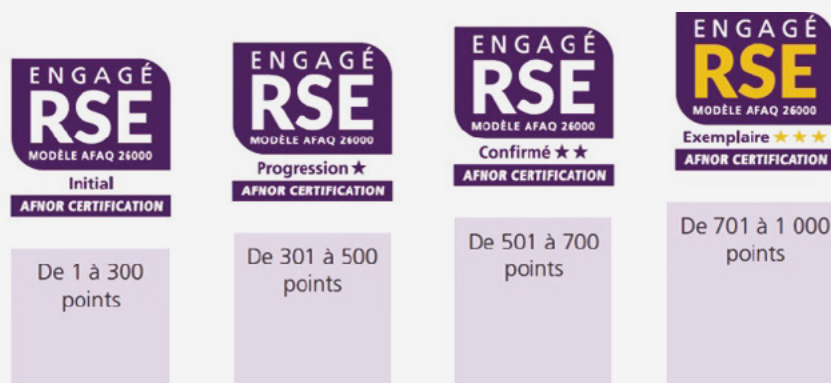 ENGAGÉ
RSE
MODÈLE AFAQ 26000
Initial
AFNOR CERTIFICATION
De 1 à 300
points
ENGAGÉ
RSE
MODÈLE AFAQ 26000
Progression ★
AFNOR CERTIFICATION
De 301 à 500
points
ENGAGÉ
RSE
MODÈLE AFAQ 26000
Confirmé ★★
AFNOR CERTIFICATION
De 501 à 700
points
ENGAGÉ
RSE
MODÈLE AFAQ 26000
Exemplaire ★★★
AFNOR CERTIFICATION
De 701 à 1 000
points